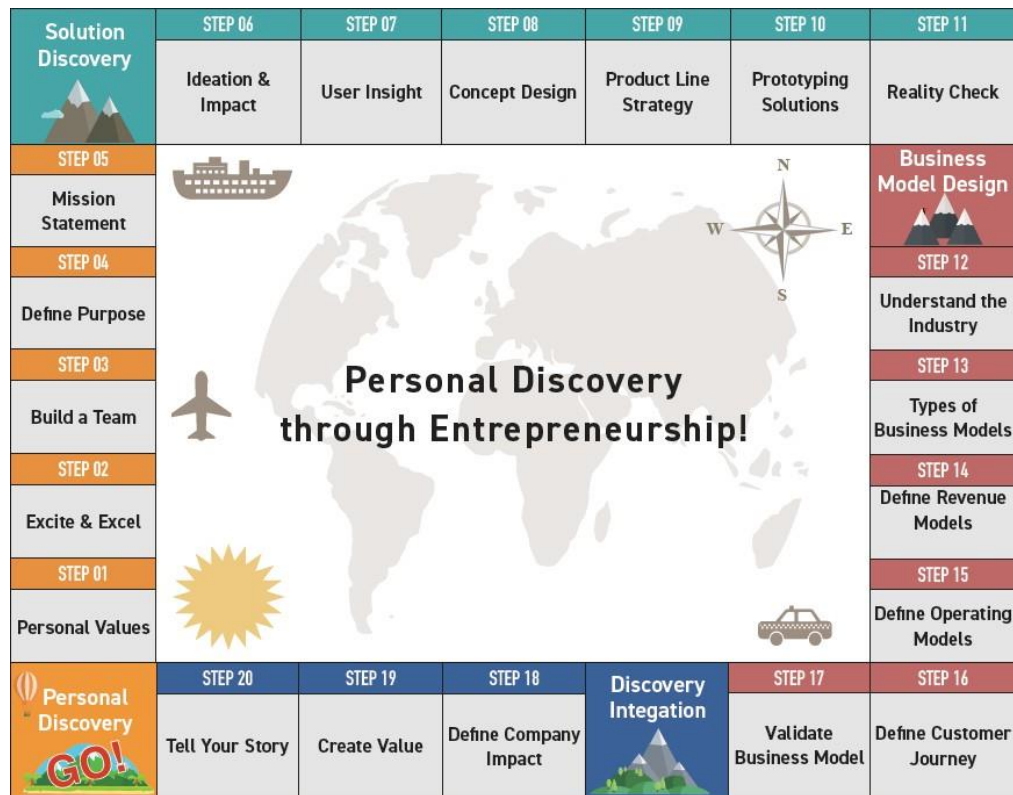 Solution
Discovery
STEP 06
Ideation &
Impact
STEP 07
User Insight
STEP 08
Concept Design
STEP 09
Product Line
Strategy
STEP 10
Prototyping
Solutions
STEP 11
Reality Check
STEP 05
Mission
Statement
STEP 04
Define Purpose
STEP 03
Build a Team
STEP 02
Excite & Excel
STEP 01
Personal Values
N
W
E
S
Personal Discovery
through Entrepreneurship!
Business
Model Design
STEP 12
Understand the
Industry
STEP 13
Types of
Business Models
STEP 14
Define Revenue
Models
STEP 15
Define Operating
Models
Personal
Discovery
GO!
STEP 20
Tell Your Story
STEP 19
Create Value
STEP 18
Define Company
Impact
Discovery
Integation
STEP 17
Validate
Business Model
STEP 16
Define Customer
Journey